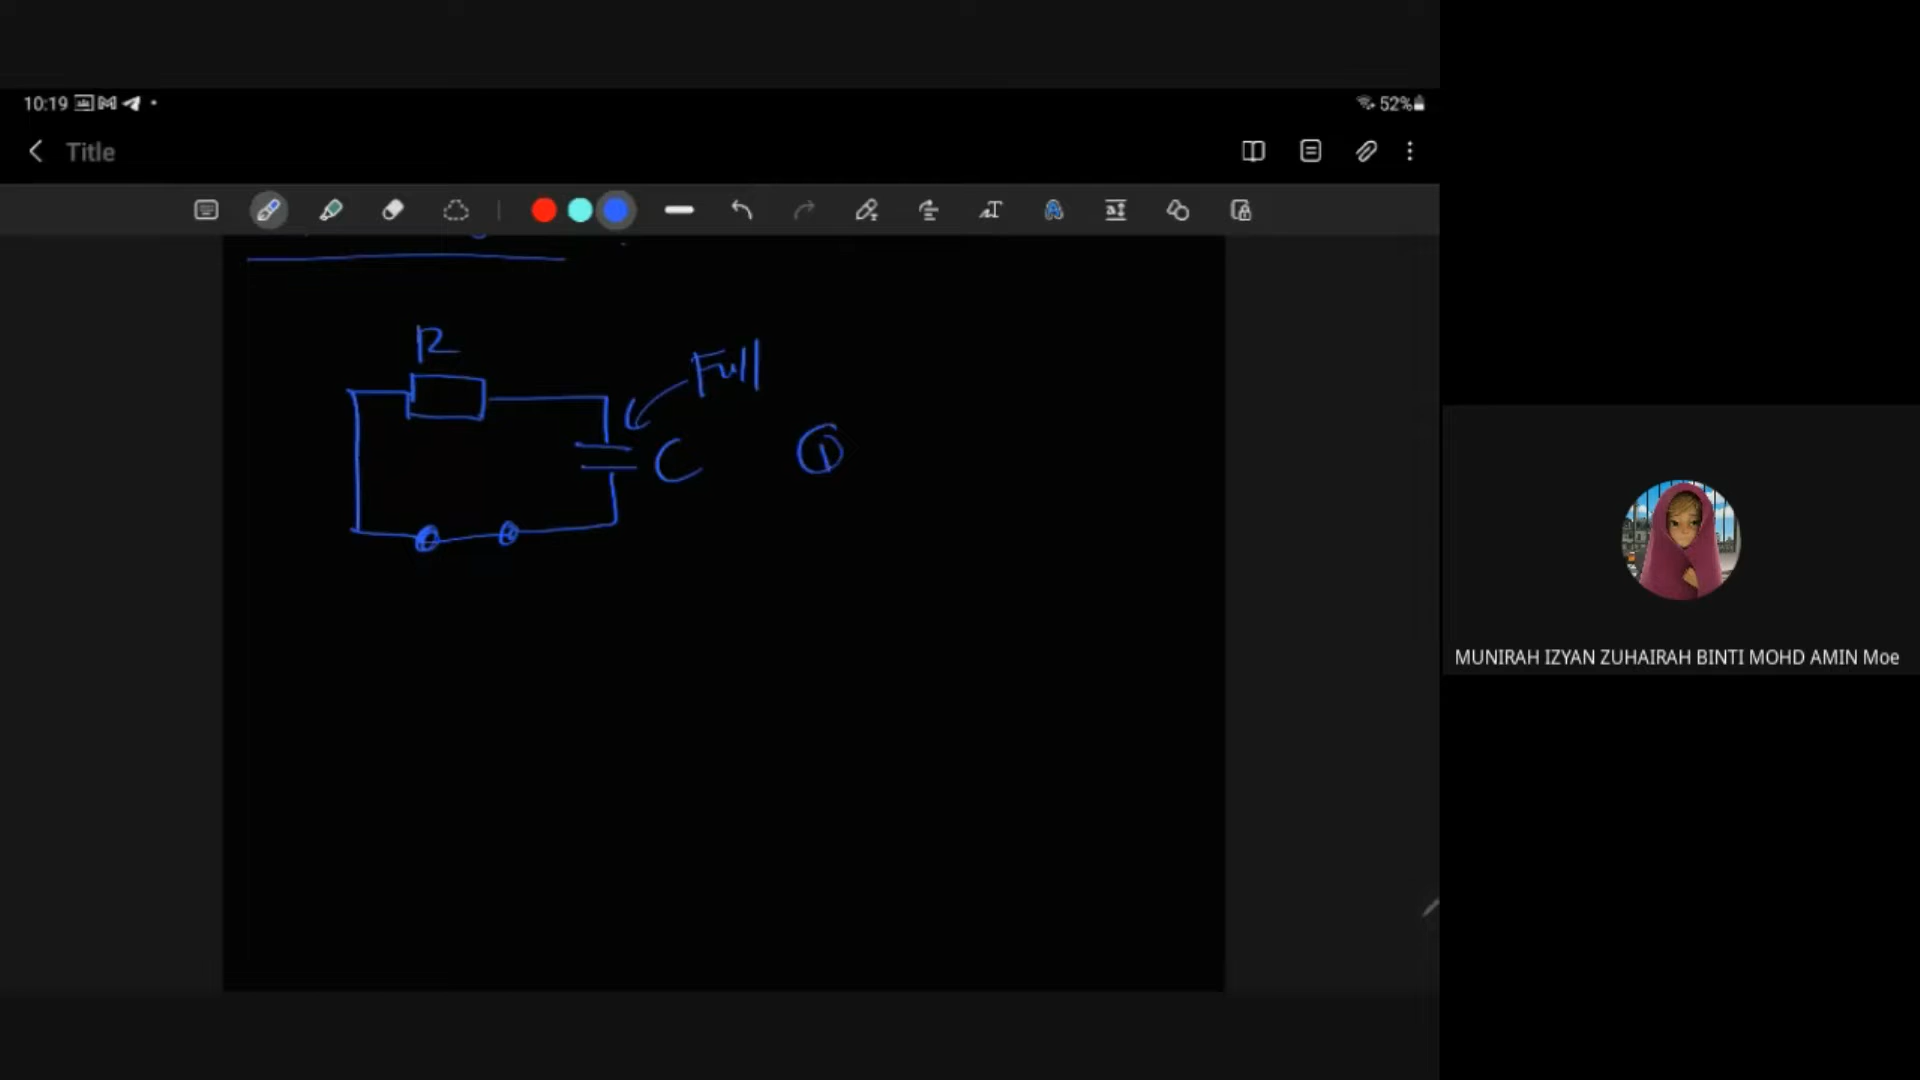 10:19
52%
Title
R
Full
C
1
MUNIRAH IZYAN ZUHAIRAH BINTI MOHD AMIN Moe